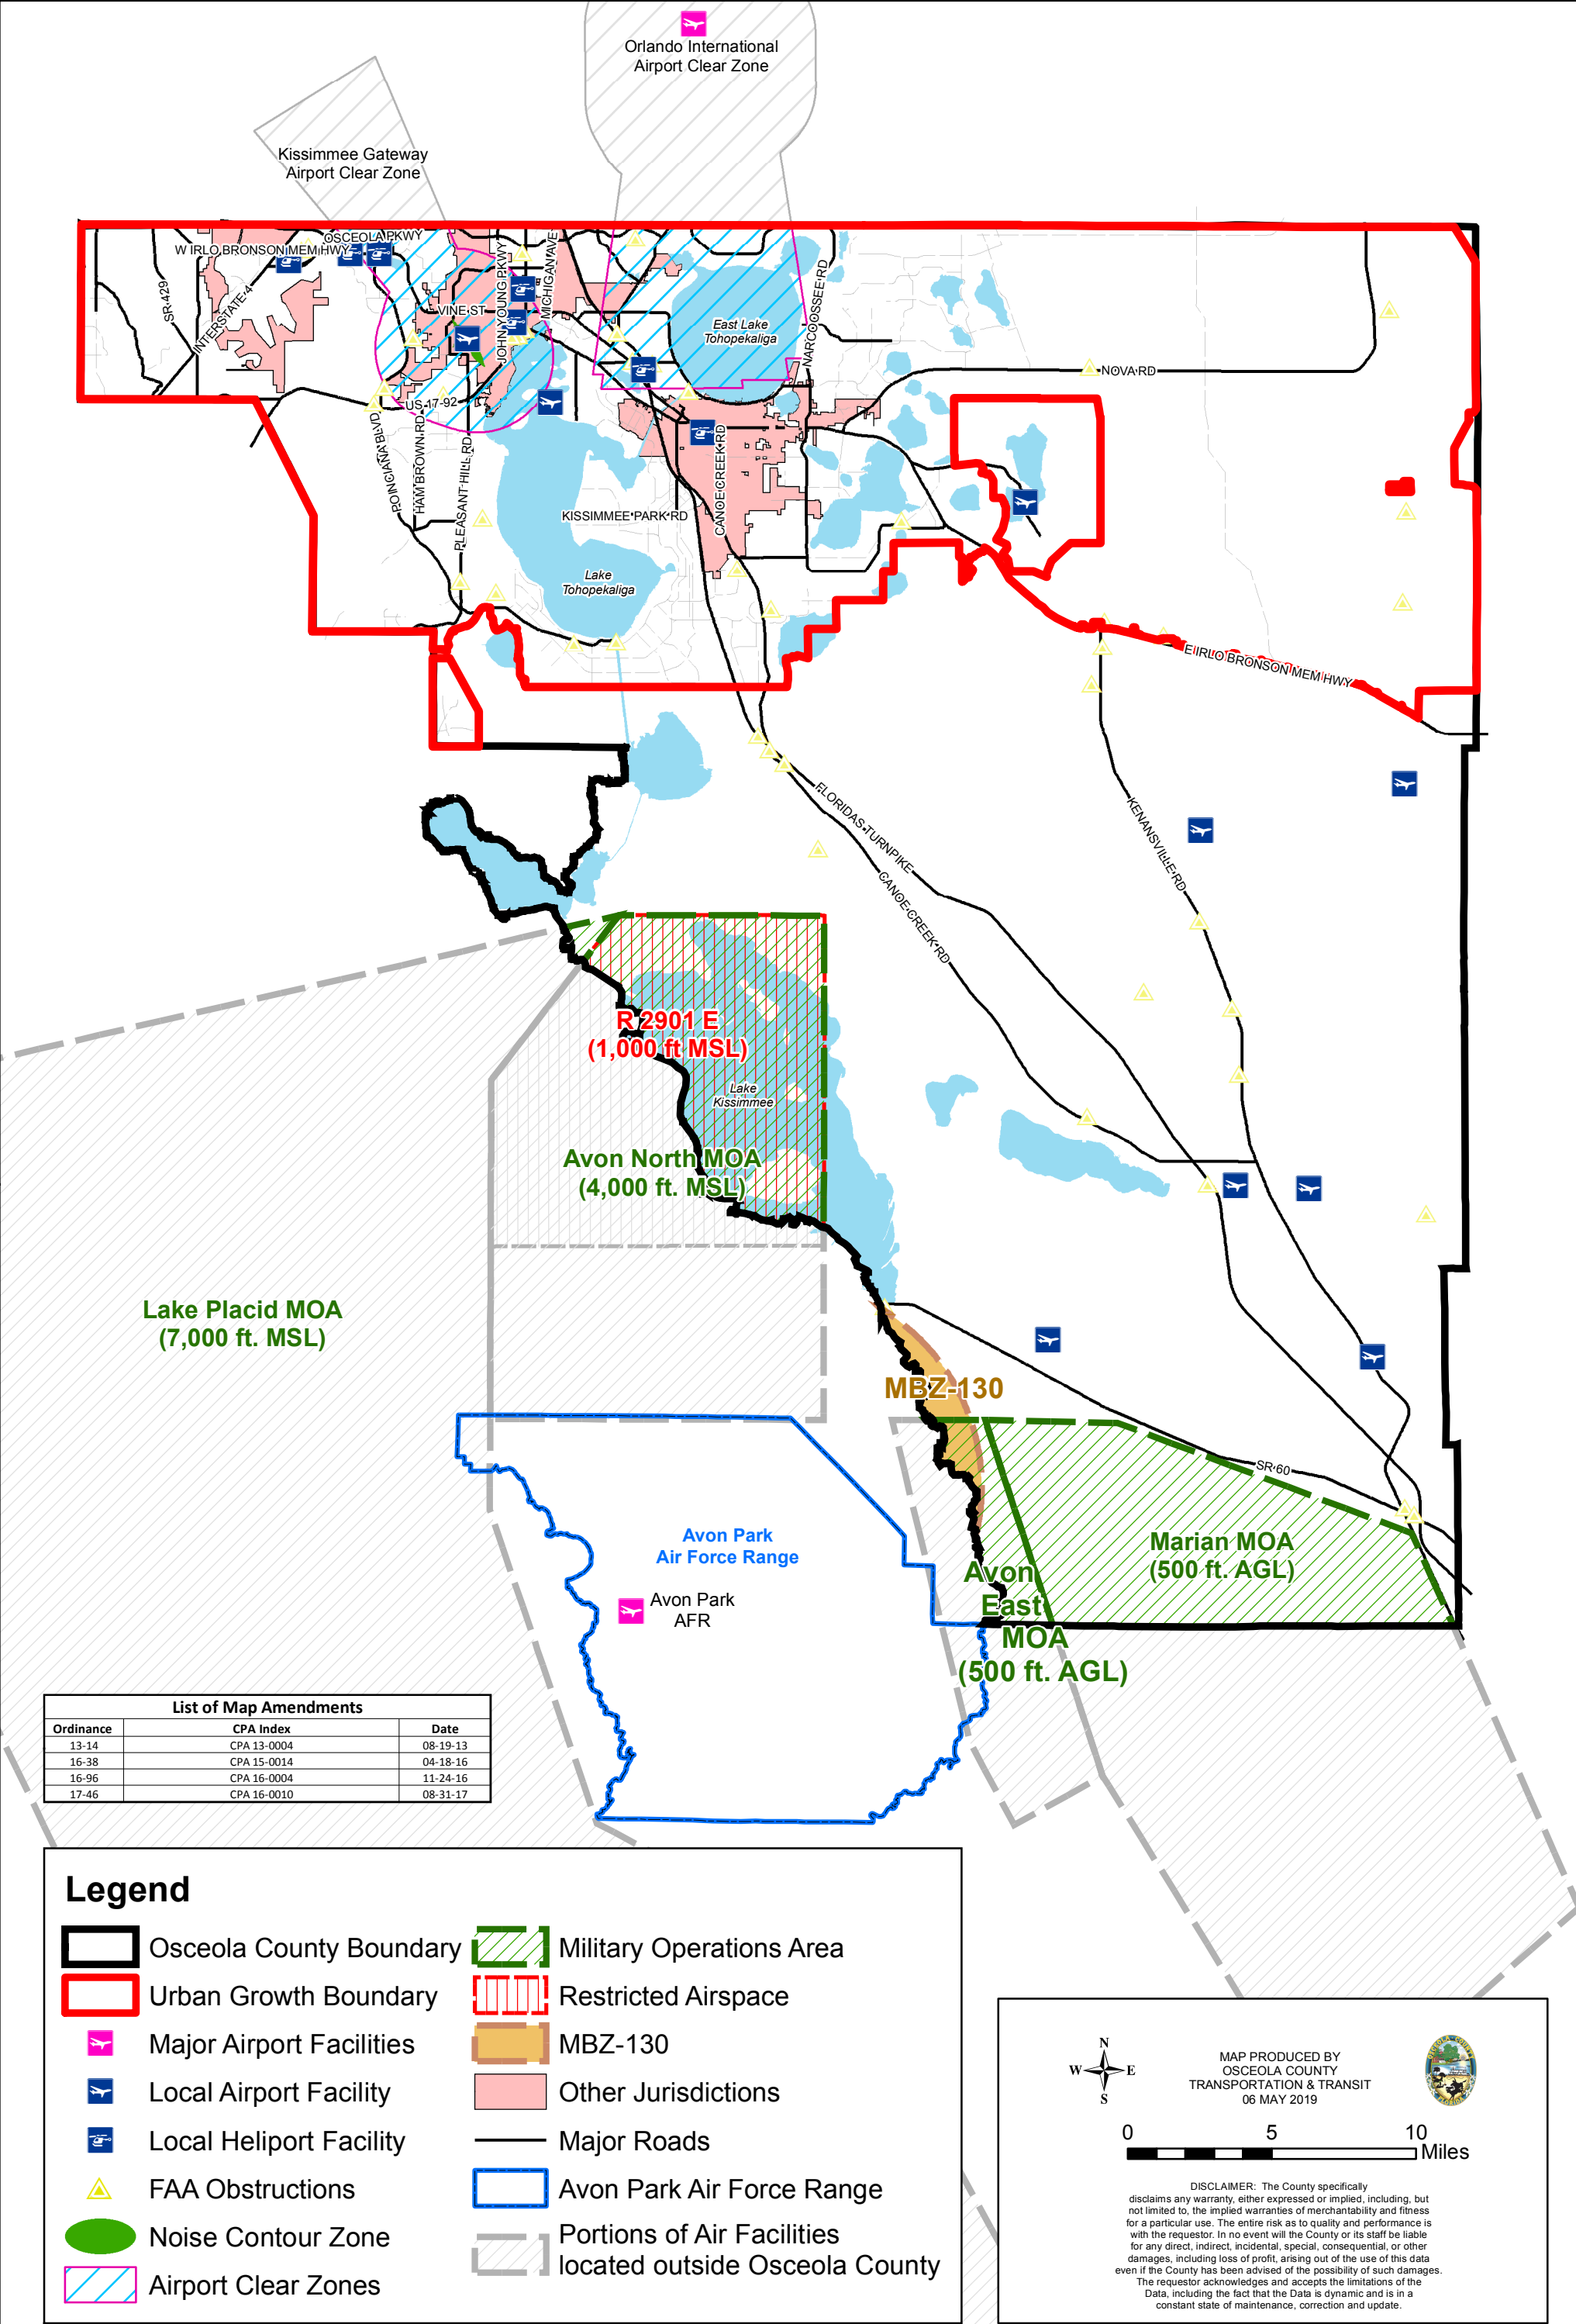 Orlando International
Airport Clear Zone
Kissimmee Gateway
Airport Clear Zone
OSCEOLA PKWY
W IRLO BRONSON MEM HWY
SR 429
INTERSTATE 4
VINE ST
JOHN YOUNG PKWY
MICHIGAN AVE
East Lake
Tohopekaliga
NARCOOSSEE RD
NOVA RD
US 17-92
POINCIANA BLVD
HAM BROWN RD
PLEASANT HILL RD
KISSIMMEE PARK RD
CANOE CREEK RD
Lake
Tohopekaliga
E IRLO BRONSON MEM HWY
FLORIDAS TURNPIKE
CANOE CREEK RD
KENANSVILLE RD
R 2901 E
(1,000 ft MSL)
Lake
Kissimmee
Avon North MOA
(4,000 ft. MSL)
Lake Placid MOA
(7,000 ft. MSL)
MBZ-130
SR 60
Avon Park
Air Force Range
Marian MOA
(500 ft. AGL)
Avon
East
MOA
(500 ft. AGL)
Avon Park
AFR
List of Map Amendments
Ordinance CPA Index Date
13-14 CPA 13-0004 08-19-13
16-38 CPA 15-0014 04-18-16
16-96 CPA 16-0004 11-24-16
17-46 CPA 16-0010 08-31-17
Legend
Osceola County Boundary
Urban Growth Boundary
Major Airport Facilities
Local Airport Facility
Local Heliport Facility
FAA Obstructions
Noise Contour Zone
Airport Clear Zones
Military Operations Area
Restricted Airspace
MBZ-130
Other Jurisdictions
Major Roads
Avon Park Air Force Range
Portions of Air Facilities
located outside Osceola County
N
W E
S
MAP PRODUCED BY
OSCEOLA COUNTY
TRANSPORTATION & TRANSIT
06 MAY 2019
0 5 10
Miles
DISCLAIMER: The County specifically
disclaims any warranty, either expressed or implied, including, but
not limited to, the implied warranties of merchantability and fitness
for a particular use. The entire risk as to quality and performance is
with the requestor. In no event will the County or its staff be liable
for any direct, indirect, incidental, special, consequential, or other
damages, including loss of profit, arising out of the use of this data
even if the County has been advised of the possibility of such damages.
The requestor acknowledges and accepts the limitations of the
Data, including the fact that the Data is dynamic and is in a
constant state of maintenance, correction and update.